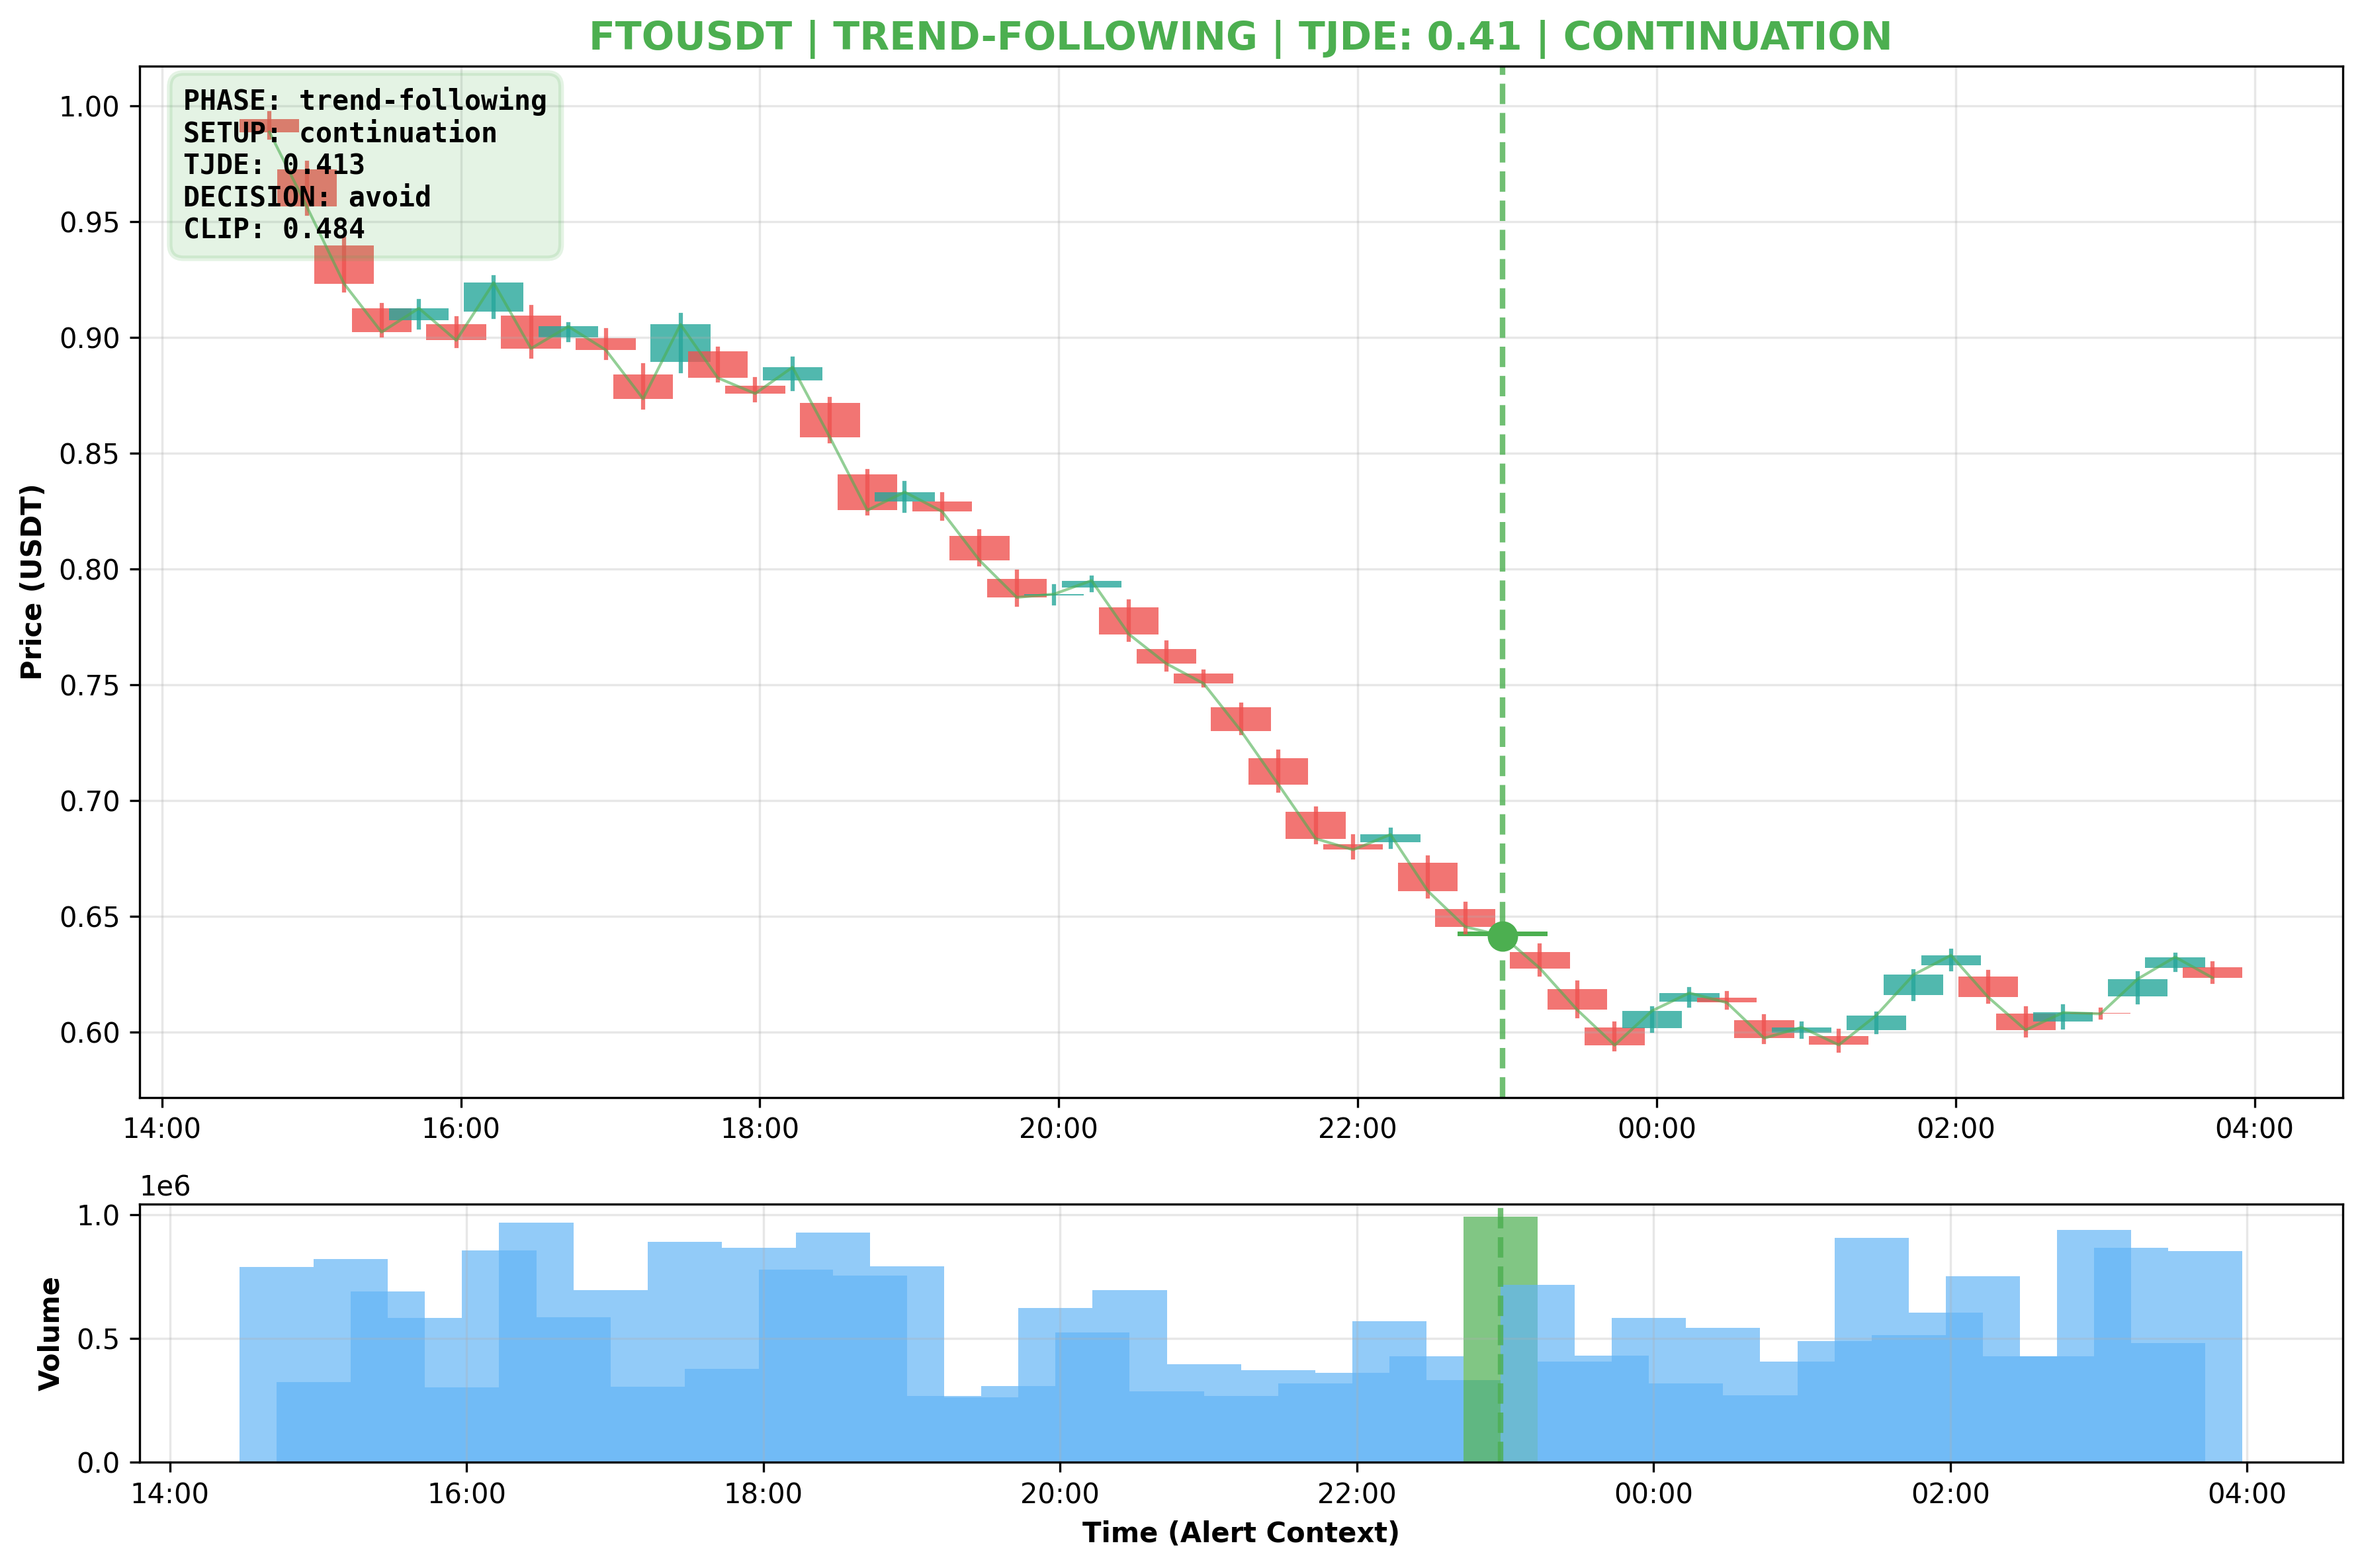 FTOUSDT | TREND-FOLLOWING | TJDE: 0.41 | CONTINUATION
PHASE: trend-following
SETUP: continuation
TJDE: 0.413
DECISION: avoid
CLIP: 0.484
Price (USDT)
1.00
0.95
0.90
0.85
0.80
0.75
0.70
0.65
0.60
14:00 16:00 18:00 20:00 22:00 00:00 02:00 04:00
1e6
Volume
1.0
0.5
0.0
14:00 16:00 18:00 20:00 22:00 00:00 02:00 04:00
Time (Alert Context)